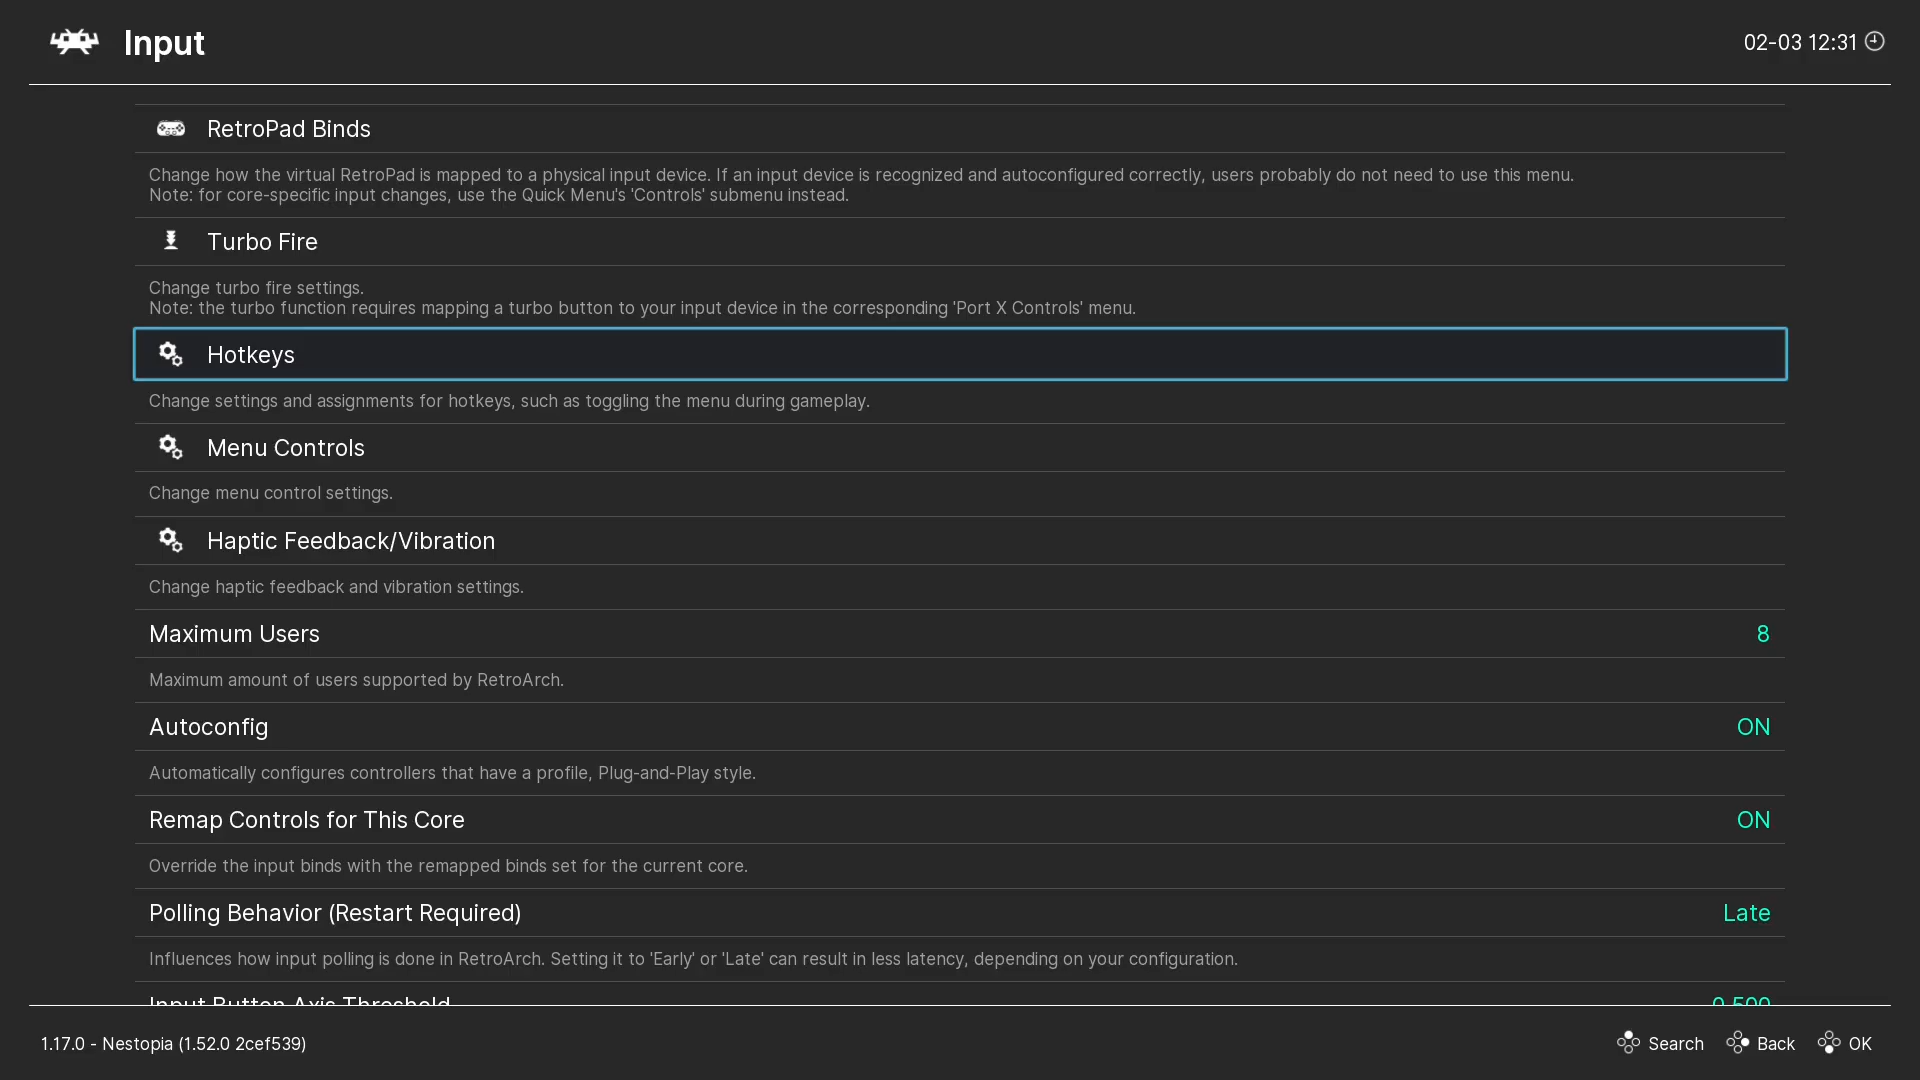 Input
02-03 12:31
RetroPad Binds
Change how the virtual RetroPad is mapped to a physical input device. If an input device is recognized and autoconfigured correctly, users probably do not need to use this menu.
Note: for core-specific input changes, use the Quick Menu's 'Controls' submenu instead.
Turbo Fire
Change turbo fire settings.
Note: the turbo function requires mapping a turbo button to your input device in the corresponding 'Port X Controls' menu.
Hotkeys
Change settings and assignments for hotkeys, such as toggling the menu during gameplay.
Menu Controls
Change menu control settings.
Haptic Feedback/Vibration
Change haptic feedback and vibration settings.
Maximum Users 8
Maximum amount of users supported by RetroArch.
Autoconfig ON
Automatically configures controllers that have a profile, Plug-and-Play style.
Remap Controls for This Core ON
Override the input binds with the remapped binds set for the current core.
Polling Behavior (Restart Required) Late
Influences how input polling is done in RetroArch. Setting it to 'Early' or 'Late' can result in less latency, depending on your configuration.
Input Button Axis Threshold 0.500
1.17.0 - Nestopia (1.52.0 2cef539)
Search Back OK